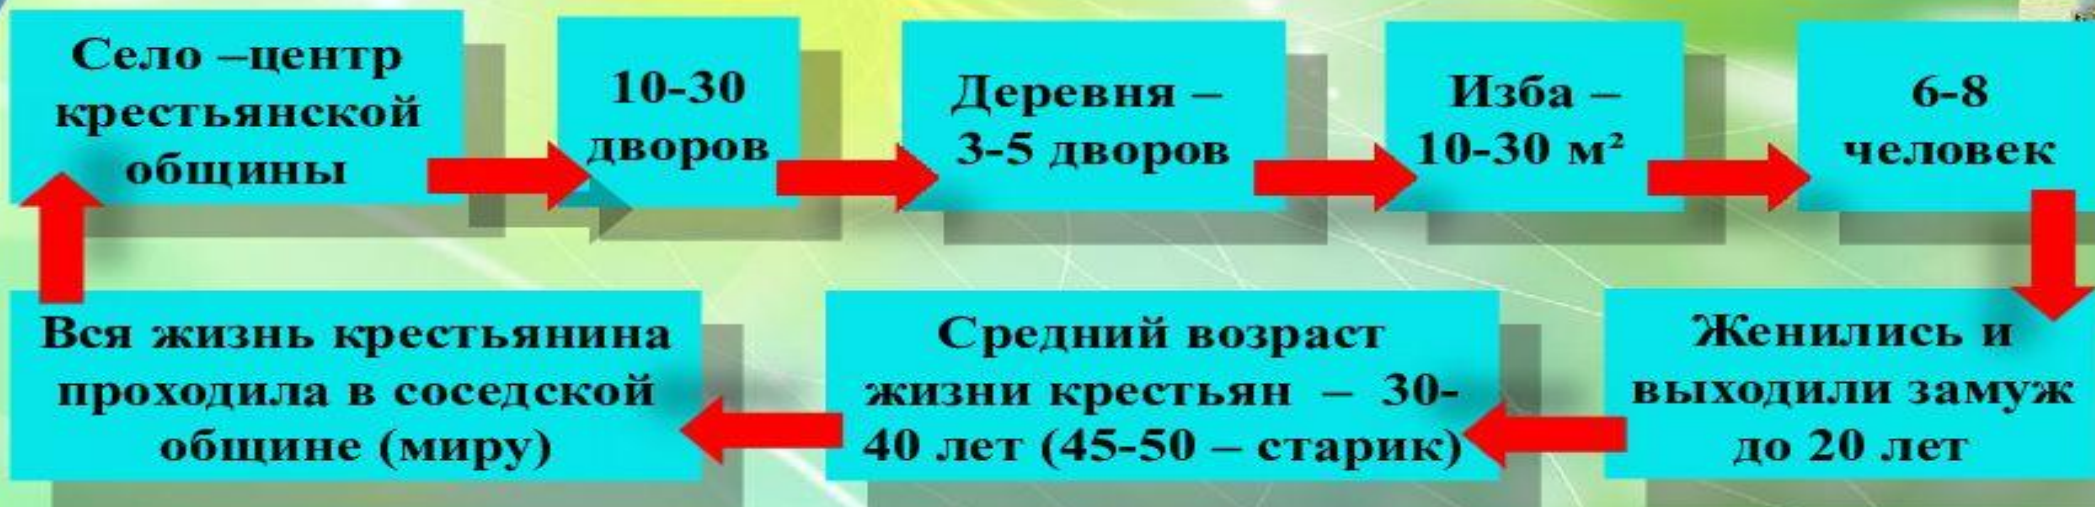 Село –центр
крестьянской
общины
10-30
дворов
Деревня –
3-5 дворов
Изба –
10-30 м²
6-8
человек
Женились и
выходили замуж
до 20 лет
Средний возраст
жизни крестьян – 30-
40 лет (45-50 – старик)
Вся жизнь крестьянина
проходила в соседской
общине (миру)